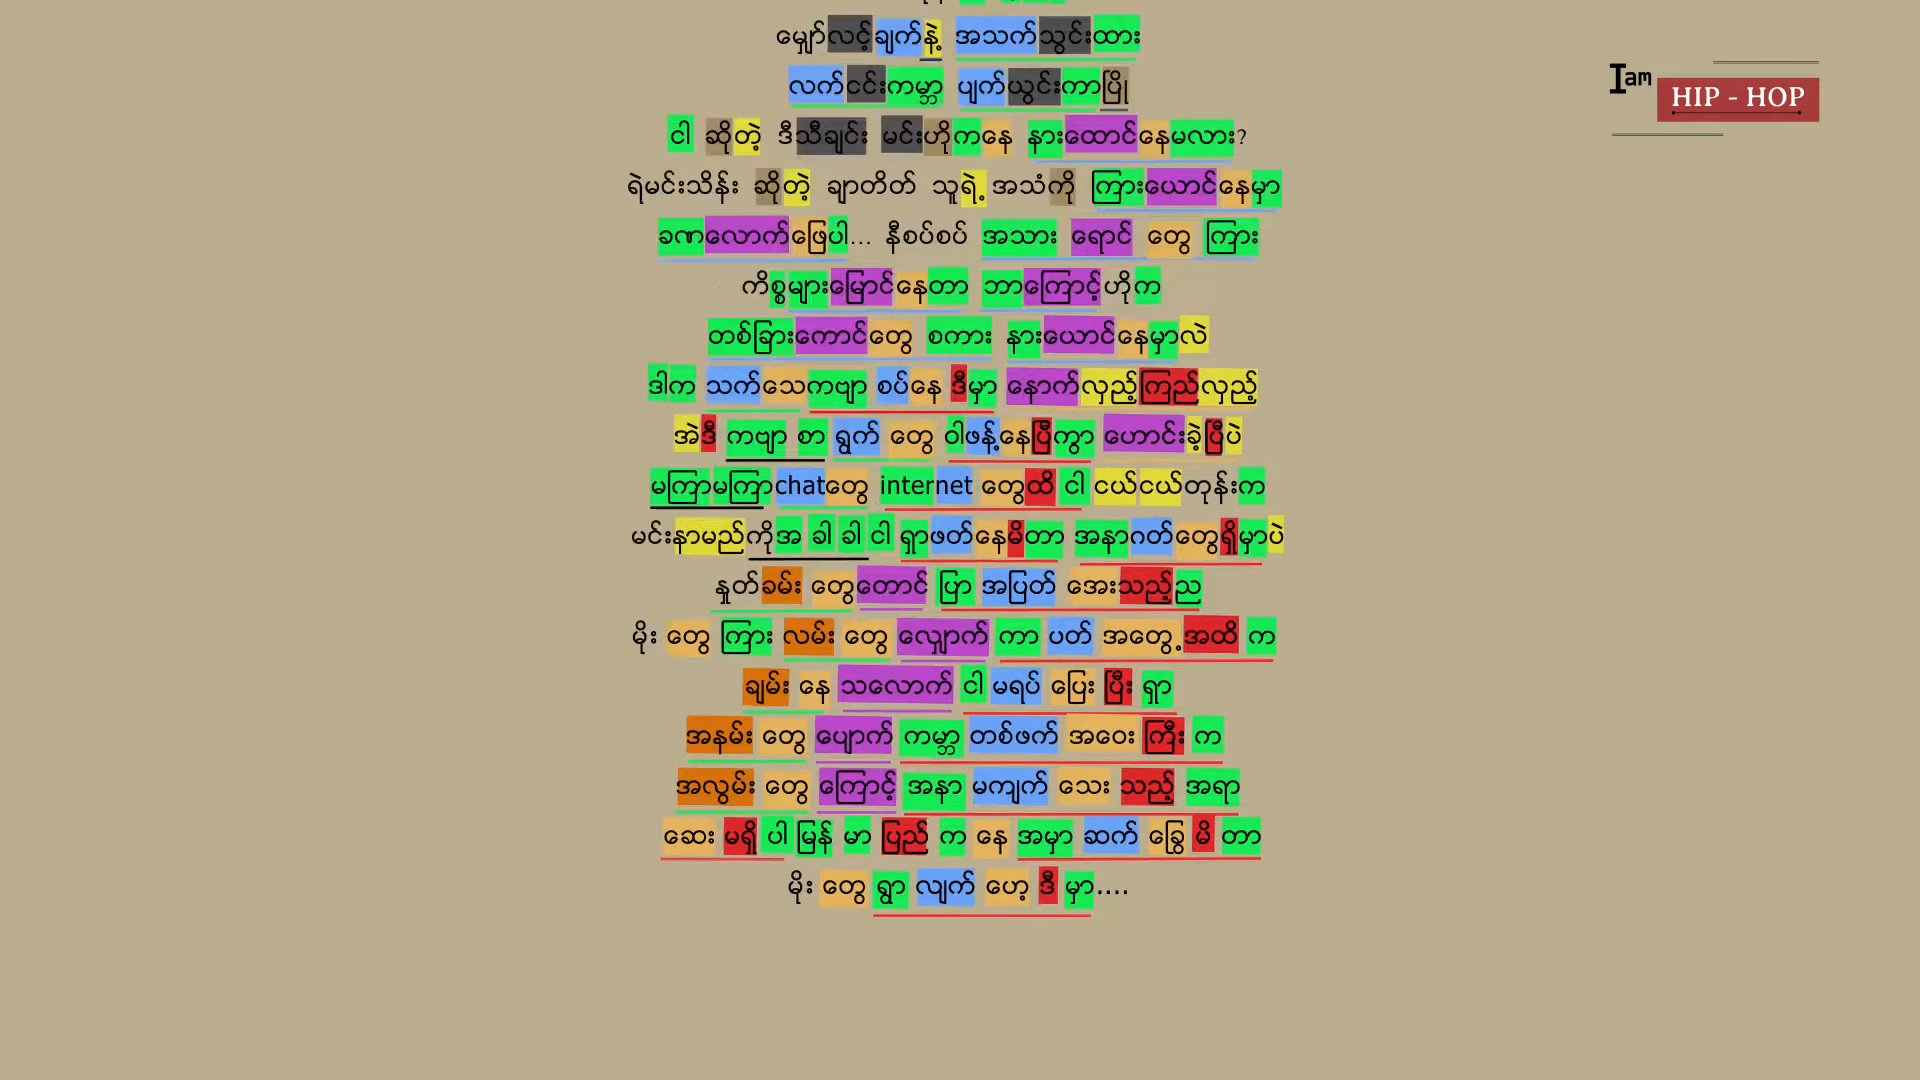 မျှော်လင့်ချက်နဲ့ အသက်သွင်းထား
လက်ငင်းကမ္ဘာ ပျက်ယွင်းကာပြို
ငါ ဆိုတဲ့ ဒီသီချင်း မင်းဟိုကနေ နားထောင်နေမလား?
ရဲမင်းသိန်း ဆိုတဲ့ ချာတိတ် သူရဲ့ အသံကို ကြားယောင်နေမှာ
ခဏလောက်ဖြေပါ... နီစပ်စပ် အသား ရောင် တွေ ကြား
ကိစ္စများမြောင်နေတာ ဘာကြောင့်ဟိုက
တစ်ခြားကောင်တွေ စကား နားယောင်နေမှာလဲ
ဒါက သက်သေကဗျာ စပ်နေ ဒီမှာ နောက်လှည့်ကြည်လှည့်
အဲဒီ ကဗျာ စာ ရွက် တွေ ဝါဖန့်နေပြီကွာ ဟောင်းခဲ့ပြီပဲ
မကြာမကြာchatတွေ internet တွေထိ ငါ ငယ်ငယ်တုန်းက
မင်းနာမည်ကိုအ ခါ ခါ ငါ ရှာဖတ်နေမိတာ အနာဂတ်တွေရှိမှာပဲ
နှုတ်ခမ်း တွေတောင် ပြာ အပြတ် အေးသည့်ည
မိုး တွေ ကြား လမ်း တွေ လျှောက် ကာ ပတ် အတွေ့ အထိ က
ချမ်း နေ သလောက် ငါ မရပ် ပြေး ပြီး ရှာ
အနမ်း တွေ ပျောက် ကမ္ဘာ တစ်ဖက် အဝေး ကြီး က
အလွမ်း တွေ ကြောင့် အနာ မကျက် သေး သည့် အရာ
ဆေး မရှိ ပါ မြန် မာ ပြည် က နေ အမှာ ဆက် ခြွေ မိ တာ
မိုး တွေ ရွာ လျက် ဟေ့ ဒီ မှာ....
Iam
HIP - HOP